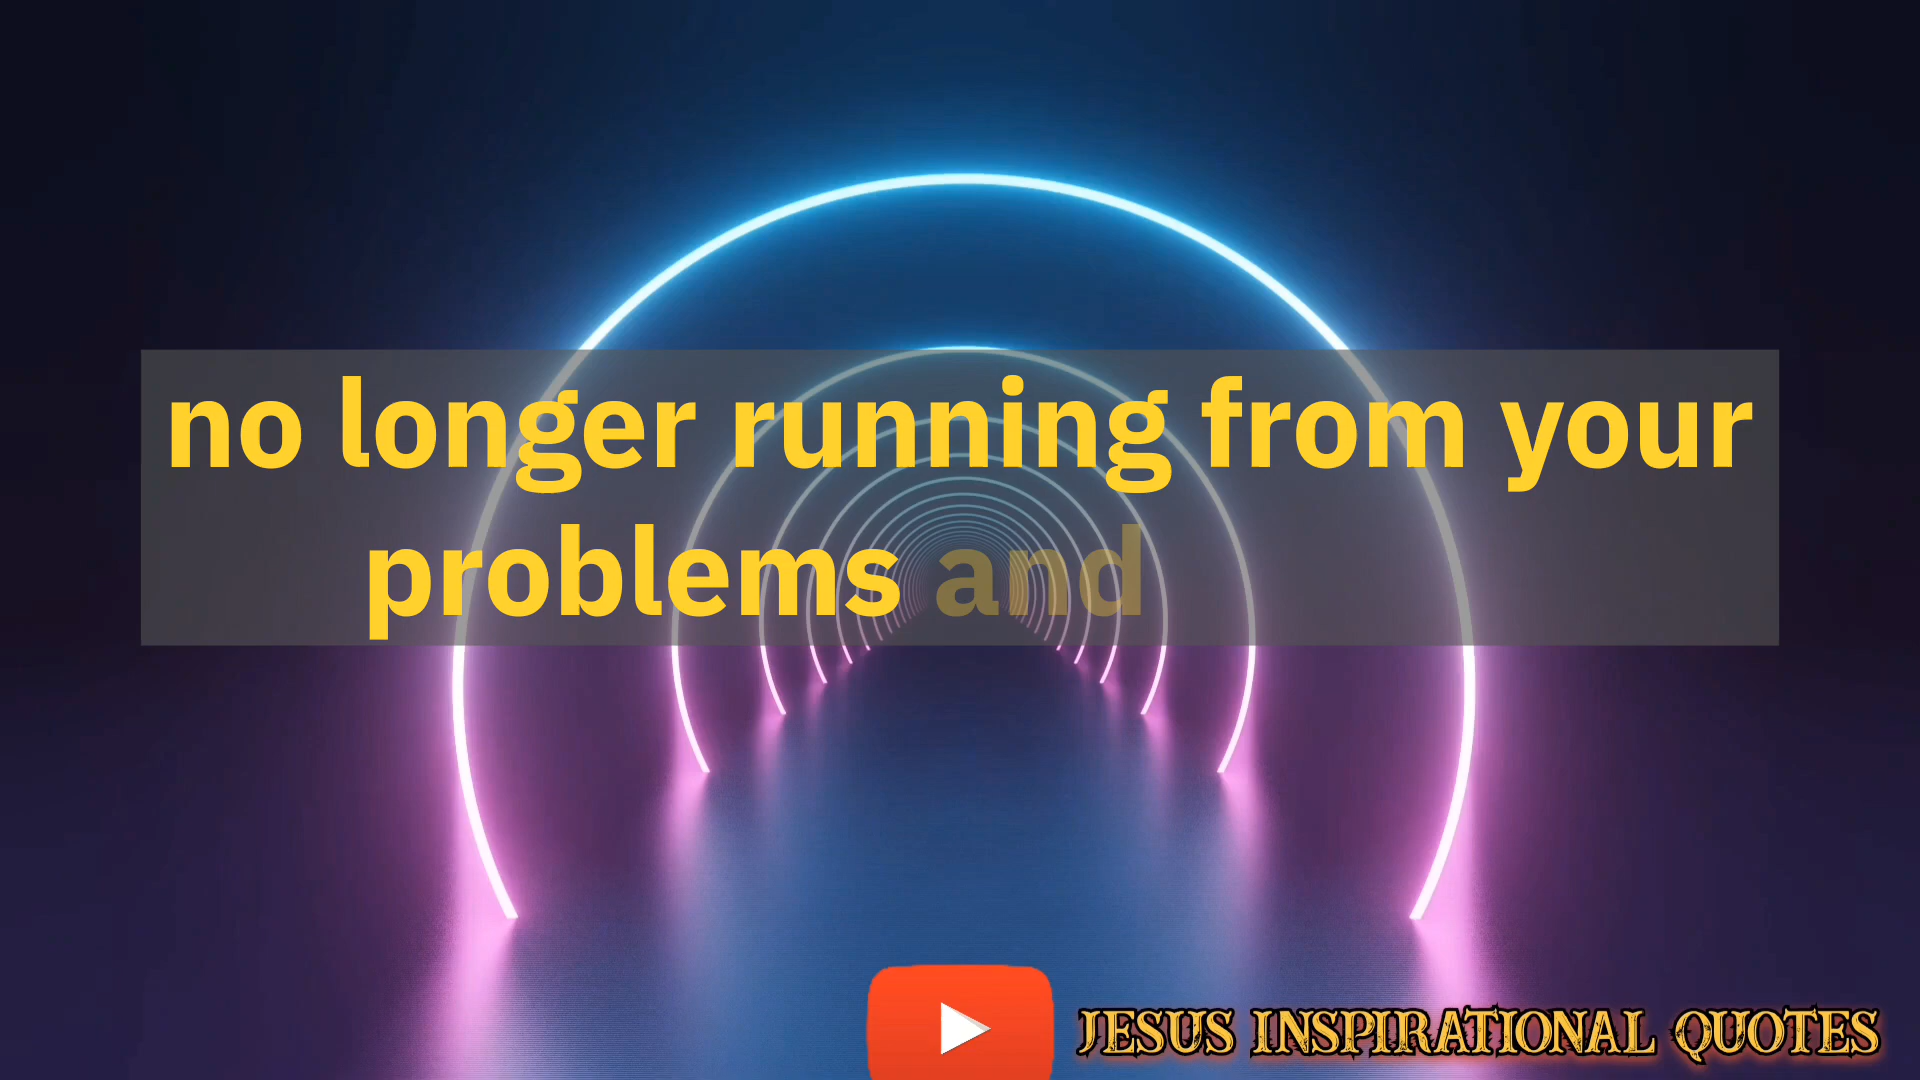 no longer running from your
problems and
JESUS INSPIRATIONAL QUOTES